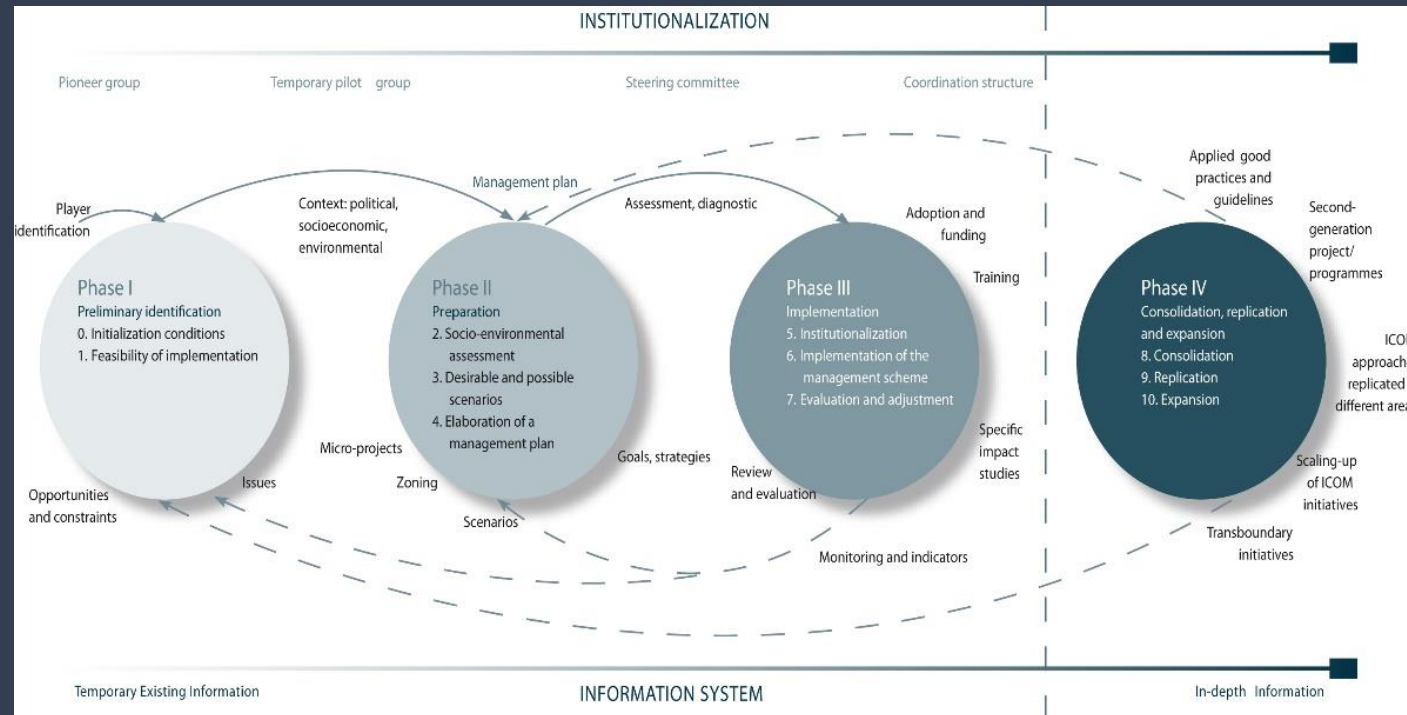 INSTITUTIONALIZATION
Pioneer group
Temporary pilot group
Steering committee
Coordination structure
Player
identification
Context: political,
socioeconomic,
environmental
Management plan
Assessment, diagnostic
Adoption and
funding
Training
Applied good
practices and
guidelines
Second-
generation
project/
programmes
Phase I
Preliminary identification
0. Initialization conditions
1. Feasibility of implementation
Phase II
Preparation
2. Socio-environmental
assessment
3. Desirable and possible
scenarios
4. Elaboration of a
management plan
Phase III
Implementation
5. Institutionalization
6. Implementation of the
management scheme
7. Evaluation and adjustment
Phase IV
Consolidation, replication
and expansion
8. Consolidation
9. Replication
10. Expansion
approache
replicated
different area
Opportunities
and constraints
Issues
Micro-projects
Zoning
Scenarios
Goals, strategies
Review
and evaluation
Specific
impact
studies
Monitoring and indicators
Scaling-up
of ICOM
initiatives
Transboundary
initiatives
Temporary Existing Information
INFORMATION SYSTEM
In-depth Information